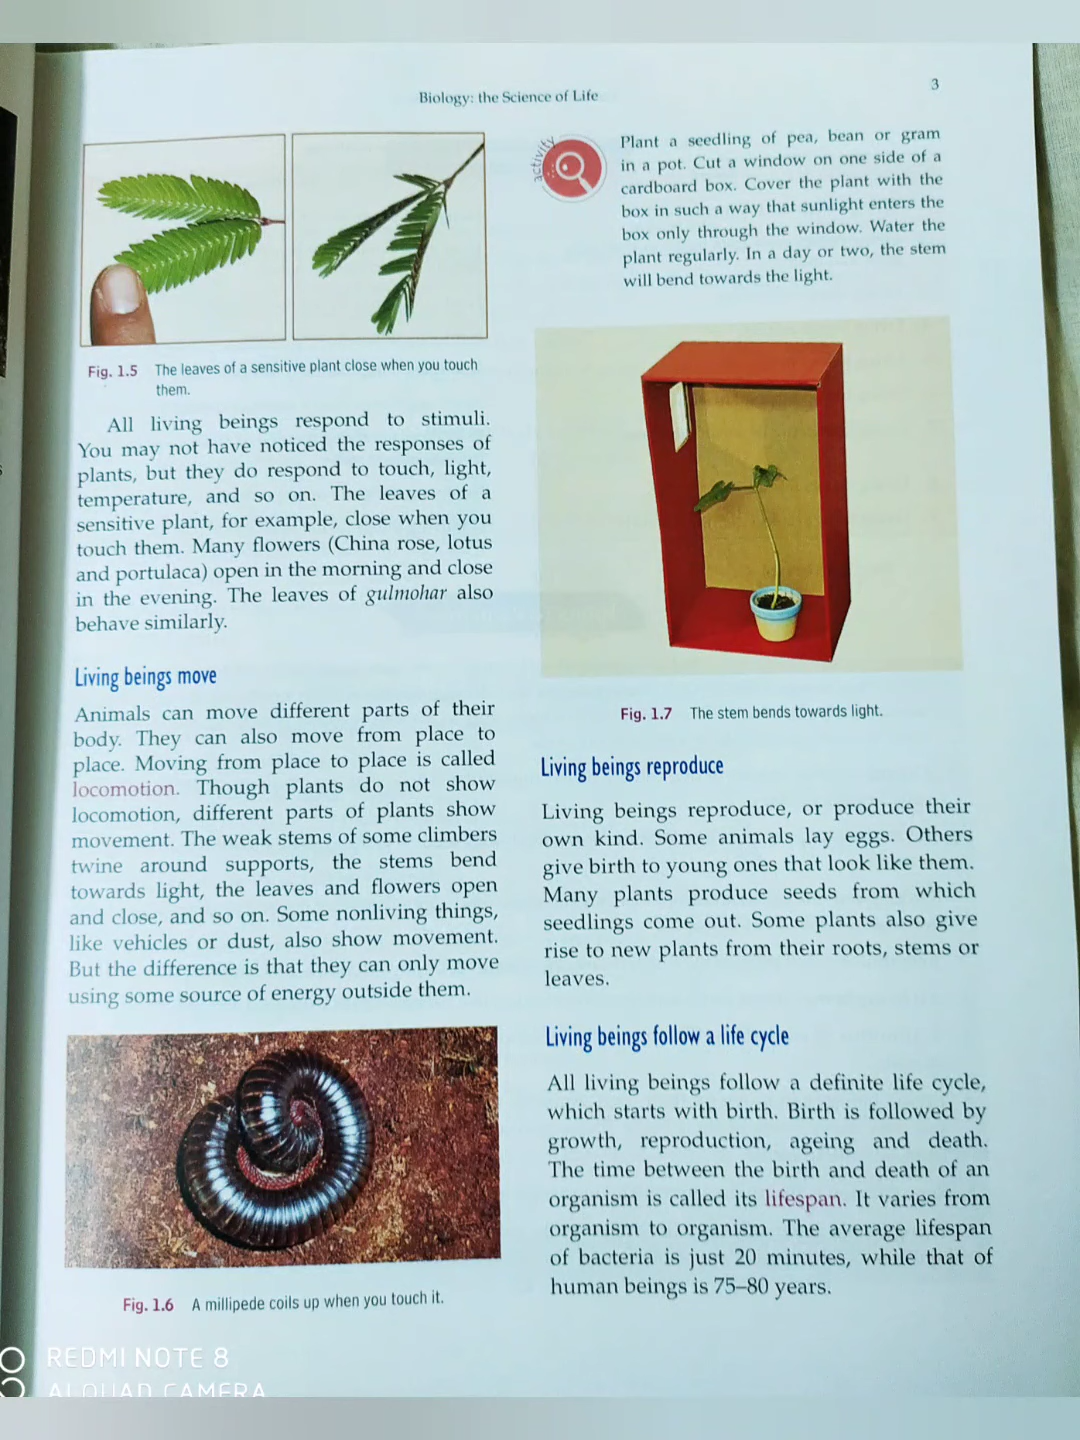 Biology: the Science of Life
3
Fig. 1.5 The leaves of a sensitive plant close when you touch
them.
All living beings respond to stimuli.
You may not have noticed the responses of
plants, but they do respond to touch, light,
temperature, and so on. The leaves of a
sensitive plant, for example, close when you
touch them. Many flowers (China rose, lotus
and portulaca) open in the morning and close
in the evening. The leaves of gulmohar also
behave similarly.
Living beings move
Animals can move different parts of their
body. They can also move from place to
place. Moving from place to place is called
locomotion. Though plants do not show
locomotion, different parts of plants show
movement. The weak stems of some climbers
twine around supports, the stems bend
towards light, the leaves and flowers open
and close, and so on. Some nonliving things,
like vehicles or dust, also show movement.
But the difference is that they can only move
using some source of energy outside them.
Fig. 1.6 A millipede coils up when you touch it.
activity
Plant a seedling of pea, bean or gram
in a pot. Cut a window on one side of a
cardboard box. Cover the plant with the
box in such a way that sunlight enters the
box only through the window. Water the
plant regularly. In a day or two, the stem
will bend towards the light.
Fig. 1.7 The stem bends towards light.
Living beings reproduce
Living beings reproduce, or produce their
own kind. Some animals lay eggs. Others
give birth to young ones that look like them.
Many plants produce seeds from which
seedlings come out. Some plants also give
rise to new plants from their roots, stems or
leaves.
Living beings follow a life cycle
All living beings follow a definite life cycle,
which starts with birth. Birth is followed by
growth, reproduction, ageing and death.
The time between the birth and death of an
organism is called its lifespan. It varies from
organism to organism. The average lifespan
of bacteria is just 20 minutes, while that of
human beings is 75–80 years.
REDMI NOTE 8
AI QUAD CAMERA